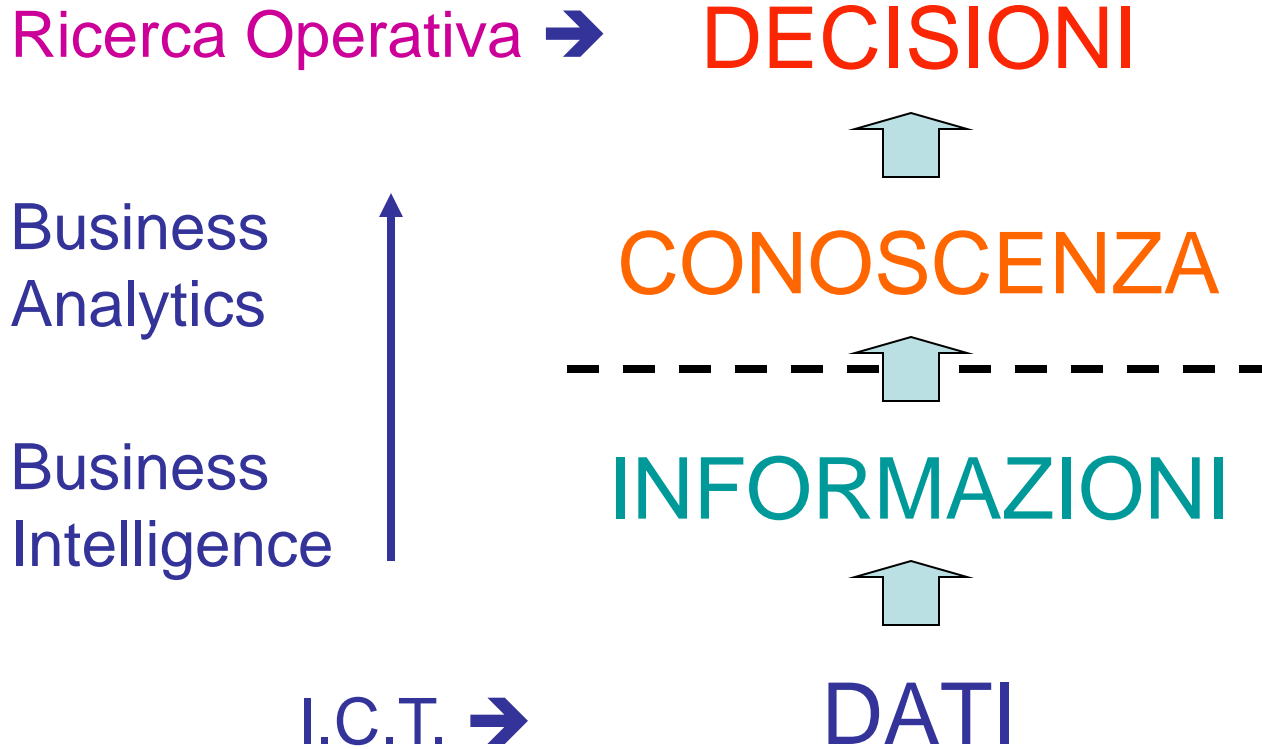 Ricerca Operativa ➔ DECISIONI
Business
Analytics
CONOSCENZA
Business
Intelligence
INFORMAZIONI
I.C.T. ➔ DATI